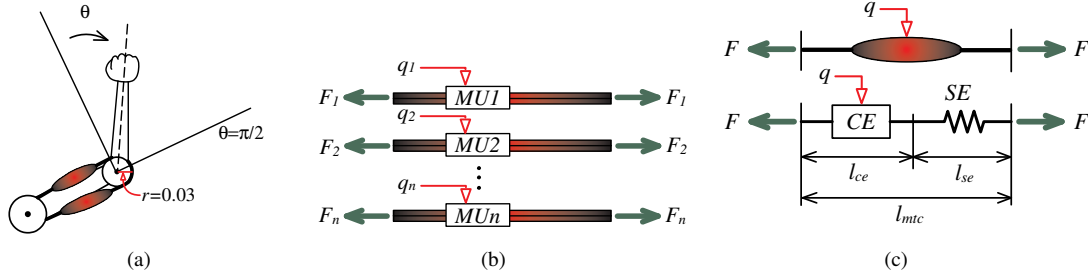 θ
θ=π/2
r=0.03
(a)
q1
F1 MU1 F1
q2
F2 MU2 F2
qn
Fn MUn Fn
(b)
q
F F
q
SE
F CE F
lce lse
lmtc
(c)